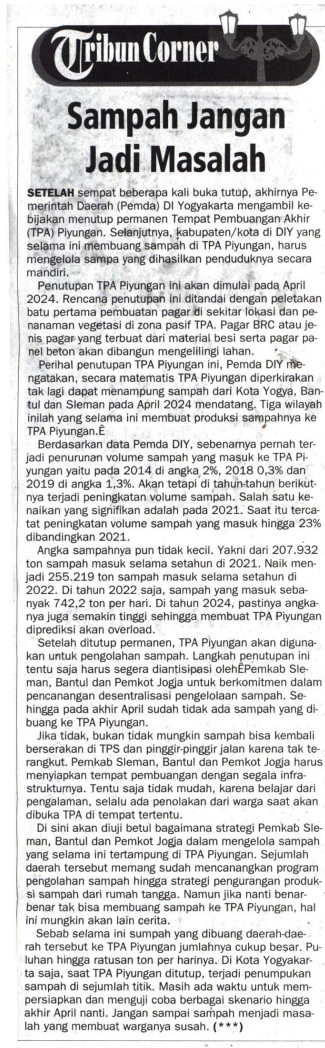 Tribun Corner
Sampah Jangan
Jadi Masalah
SETELAH sempat beberapa kali buka tutup, akhirnya Pe-
merintah Daerah (Pemda) DI Yogyakarta mengambil ke-
bijakan menutup permanen Tempat Pembuangan Akhir
(TPA) Piyungan. Selanjutnya, kabupaten/kota di DIY yang
selama ini membuang sampah di TPA Piyungan, harus
mengelola sampa yang dihasilkan penduduknya secara
mandiri.
Penutupan TPA Piyungan ini akan dimulai pada April
2024. Rencana penutupan ini ditandai dengan peletakan
batu pertama pembuatan pagar di sekitar lokasi dan pe-
nanaman vegetasi di zona pasif TPA. Pagar BRC atau je-
nis pagar yang terbuat dari material besi serta pagar pa-
nel beton akan dibangun mengelilingi lahan.
Perihal penutupan TPA Piyungan ini, Pemda DIY me-
ngatakan, secara matematis TPA Piyungan diperkirakan
tak lagi dapat menampung sampah dari Kota Yogya, Ban-
tul dan Sleman pada April 2024 mendatang. Tiga wilayah
inilah yang selama ini membuat produksi sampahnya ke
TPA Piyungan.Ê
Berdasarkan data Pemda DIY, sebenarnya pernah ter-
jadi penurunan volume sampah yang masuk ke TPA Pi-
yungan yaitu pada 2014 di angka 2%, 2018 0,3% dan
2019 di angka 1,3%. Akan tetapi di tahun-tahun berikut-
nya terjadi peningkatan volume sampah. Salah satu ke-
naikan yang signifikan adalah pada 2021. Saat itu terca-
tat peningkatan volume sampah yang masuk hingga 23%
dibandingkan 2021.
Angka sampahnya pun tidak kecil. Yakni dari 207.932
ton sampah masuk selama setahun di 2021. Naik men-
jadi 255.219 ton sampah masuk selama setahun di
2022. Di tahun 2022 saja, sampah yang masuk seba-
nyak 742,2 ton per hari. Di tahun 2024, pastinya angka-
nya juga semakin tinggi sehingga membuat TPA Piyungan
diprediksi akan overload.
Setelah ditutup permanen, TPA Piyungan akan diguna-
kan untuk pengolahan sampah. Langkah penutupan ini
tentu saja harus segera diantisipasi olehÊPemkab Sle-
man, Bantul dan Pemkot Jogja untuk berkomitmen dalam
pencanangan desentralisasi pengelolaan sampah. Se-
hingga pada akhir April sudah tidak ada sampah yang di-
buang ke TPA Piyungan.
Jika tidak, bukan tidak mungkin sampah bisa kembali
berserakan di TPS dan pinggir-pinggir jalan karena tak te-
rangkut. Pemkab Sleman, Bantul dan Pemkot Jogja harus
menyiapkan tempat pembuangan dengan segala infra-
strukturnya. Tentu saja tidak mudah, karena belajar dari
pengalaman, selalu ada penolakan dari warga saat akan
dibuka TPA di tempat tertentu.
Di sini akan diuji betul bagaimana strategi Pemkab Sle-
man, Bantul dan Pemkot Jogja dalam mengelola sampah
yang selama ini tertampung di TPA Piyungan. Sejumlah
daerah tersebut memang sudah mencanangkan program
pengolahan sampah hingga strategi pengurangan produk-
si sampah dari rumah tangga. Namun jika nanti benar-
benar tak bisa membuang sampah ke TPA Piyungan, hal
ini mungkin akan lain cerita.
Sebab selama ini sumpah yang dibuang daerah-dae-
rah tersebut ke TPA Piyungan jumlahnya cukup besar. Pu-
luhan hingga ratusan ton per harinya. Di Kota Yogyakar-
ta saja, saat TPA Piyungan ditutup, terjadi penumpukan
sampah di sejumlah titik. Masih ada waktu untuk mem-
persiapkan dan menguji coba berbagai skenario hingga
akhir April nanti. Jangan sampai sampah menjadi masa-
lah yang membuat warganya susah. (***)